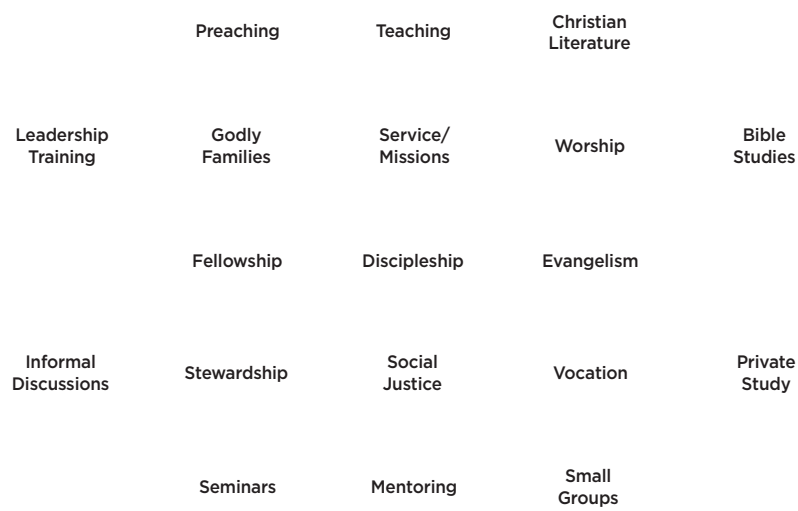 Preaching
Teaching
Christian
Literature
Leadership
Training
Godly
Families
Service/
Missions
Worship
Bible
Studies
Fellowship
Discipleship
Evangelism
Informal
Discussions
Stewardship
Social
Justice
Vocation
Private
Study
Seminars
Mentoring
Small
Groups